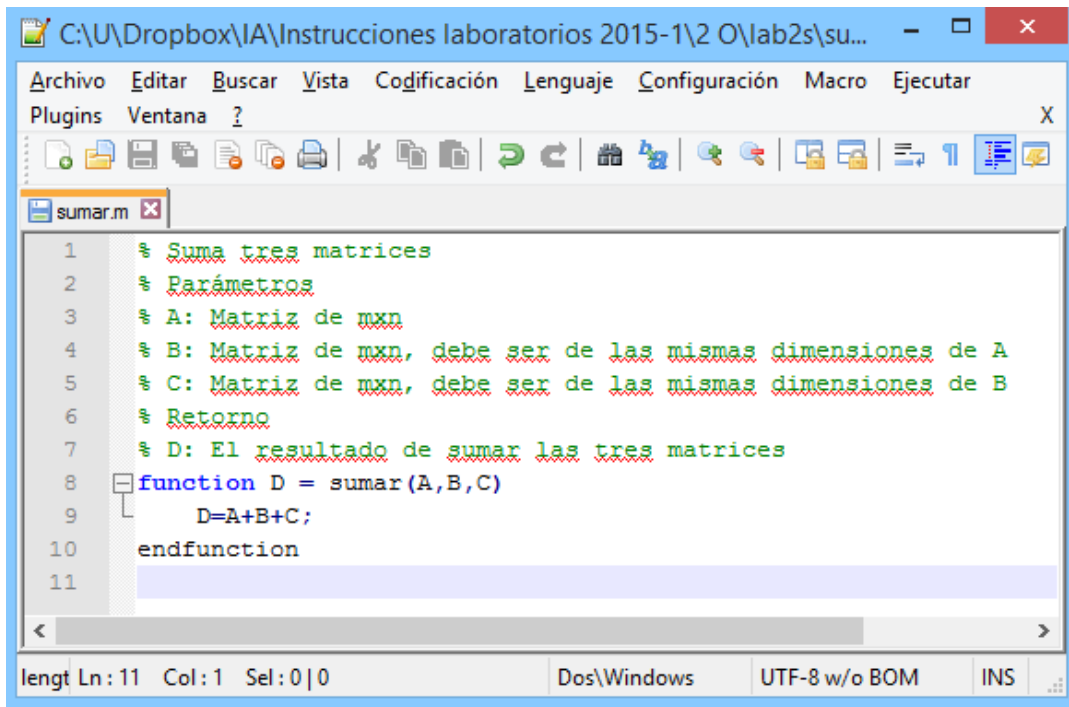 C:\U\Dropbox\IA\Instrucciones laboratorios 2015-1\2 O\lab2s\su...
Archivo Editar Buscar Vista Codificación Lenguaje Configuración Macro Ejecutar
Plugins Ventana ? X
sumar.m
1 % Suma tres matrices
2 % Parámetros
3 % A: Matriz de mxn
4 % B: Matriz de mxn, debe ser de las mismas dimensiones de A
5 % C: Matriz de mxn, debe ser de las mismas dimensiones de B
6 % Retorno
7 % D: El resultado de sumar las tres matrices
8 function D = sumar(A,B,C)
9 D=A+B+C;
10 endfunction
11
lengt Ln : 11 Col : 1 Sel : 0 | 0 Dos\Windows UTF-8 w/o BOM INS